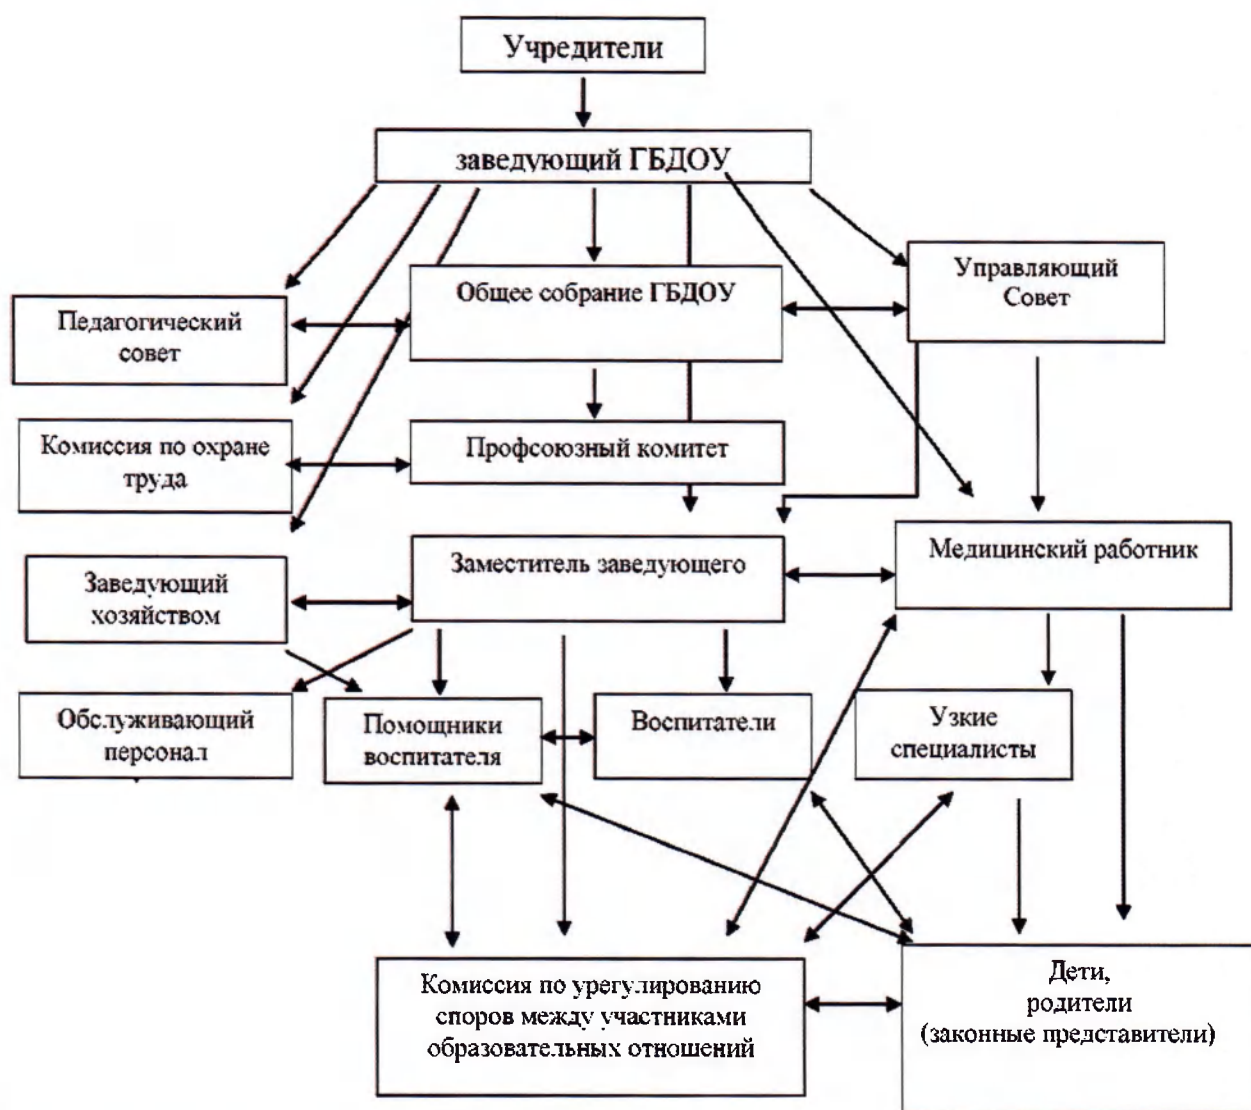 Учредители
заведующий ГБДОУ
Управляющий
Совет
Общее собрание ГБДОУ
Педагогический
совет
Комиссия по охране
труда
Профсоюзный комитет
Заведующий
хозяйством
Заместитель заведующего
Медицинский работник
Обслуживающий
персонал
Помощники
воспитателя
Воспитатели
Узкие
специалисты
Комиссия по урегулированию
споров между участниками
образовательных отношений
Дети,
родители
(законные представители)